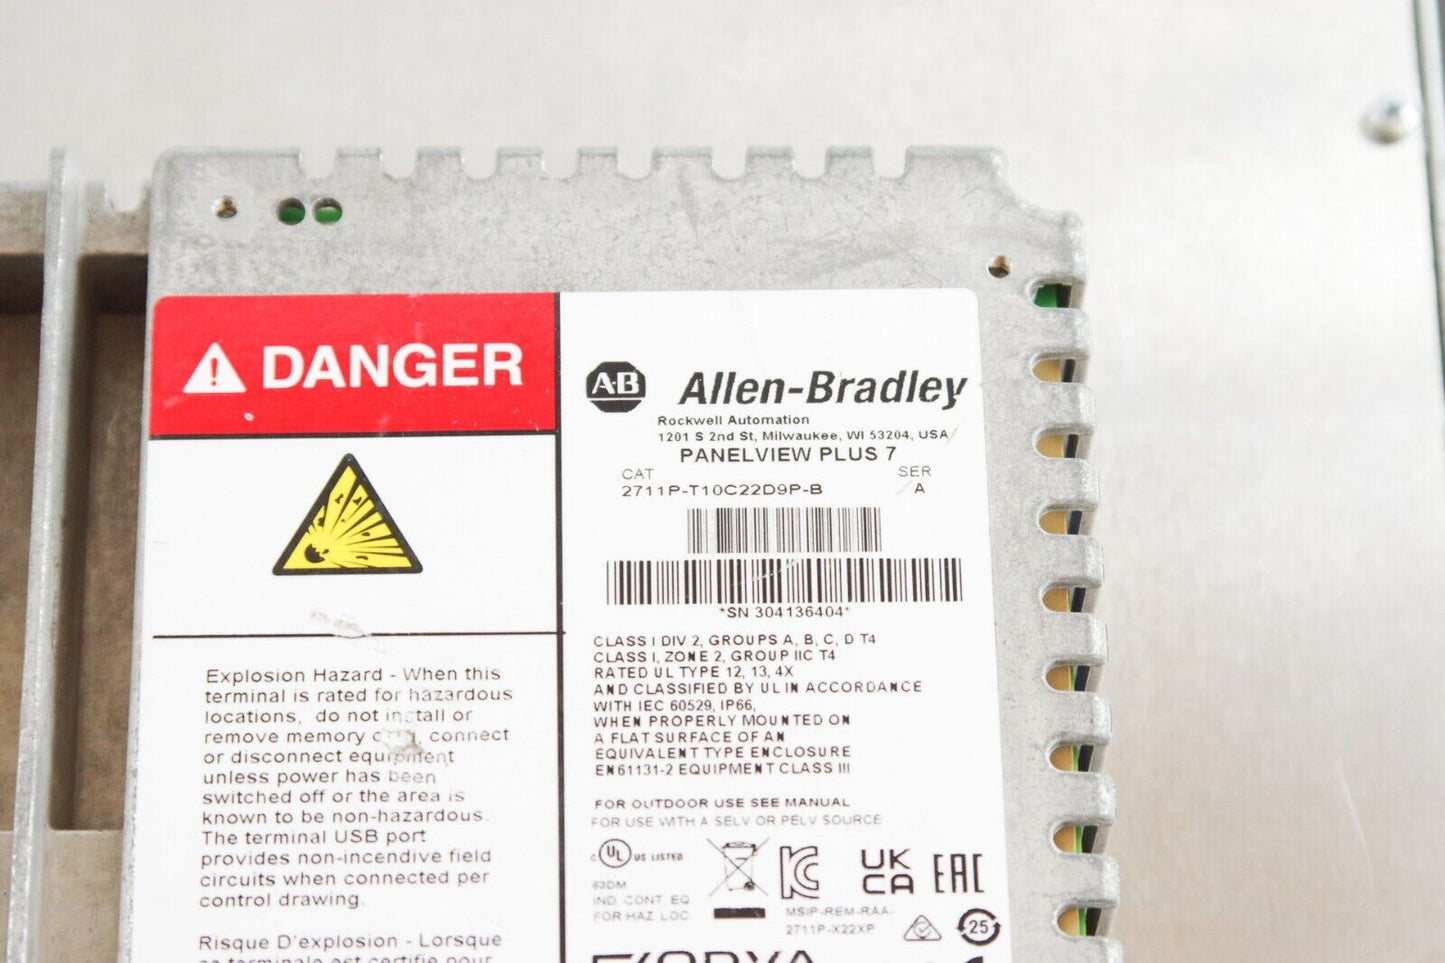 DANGER
Explosion Hazard - When this
terminal is rated for hazardous
locations, do not install or
remove memory connect
or disconnect equipment
unless power has been
switched off or the area is
known to be non-hazardous.
The terminal USB port
provides non-incendive field
circuits when connected per
control drawing.
Risque D'explosion - Lorsque
ce terminale est certifie pour
A-B Allen-Bradley
Rockwell Automation
1201 S 2nd St, Milwaukee, WI 53204, USA
PANELVIEW PLUS 7
CAT SER
2711P-T10C22D9P-B A
*SN 304136404*
CLASS I DIV 2, GROUPS A, B, C, D T4
CLASS I, ZONE 2, GROUP IIC T4
RATED UL TYPE 12, 13, 4X
AND CLASSIFIED BY UL IN ACCORDANCE
WITH IEC 60529, IP66,
WHEN PROPERLY MOUNTED ON
A FLAT SURFACE OF AN
EQUIVALENT TYPE ENCLOSURE
EN61131-2 EQUIPMENT CLASS III
FOR OUTDOOR USE SEE MANUAL
FOR USE WITH A SELV OR PELV SOURCE
C UL US LISTED
63DM
IND. CONT. EQ.
FOR HAZ. LOC.
UK
CA
EAC
MSIP-REM-RAA-
2711P-X22XP
25